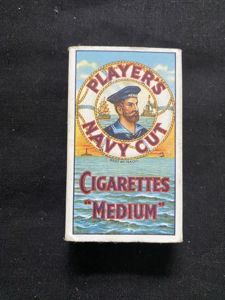 PLAYER'S
NAVY CUT
CIGARETTES
"MEDIUM"